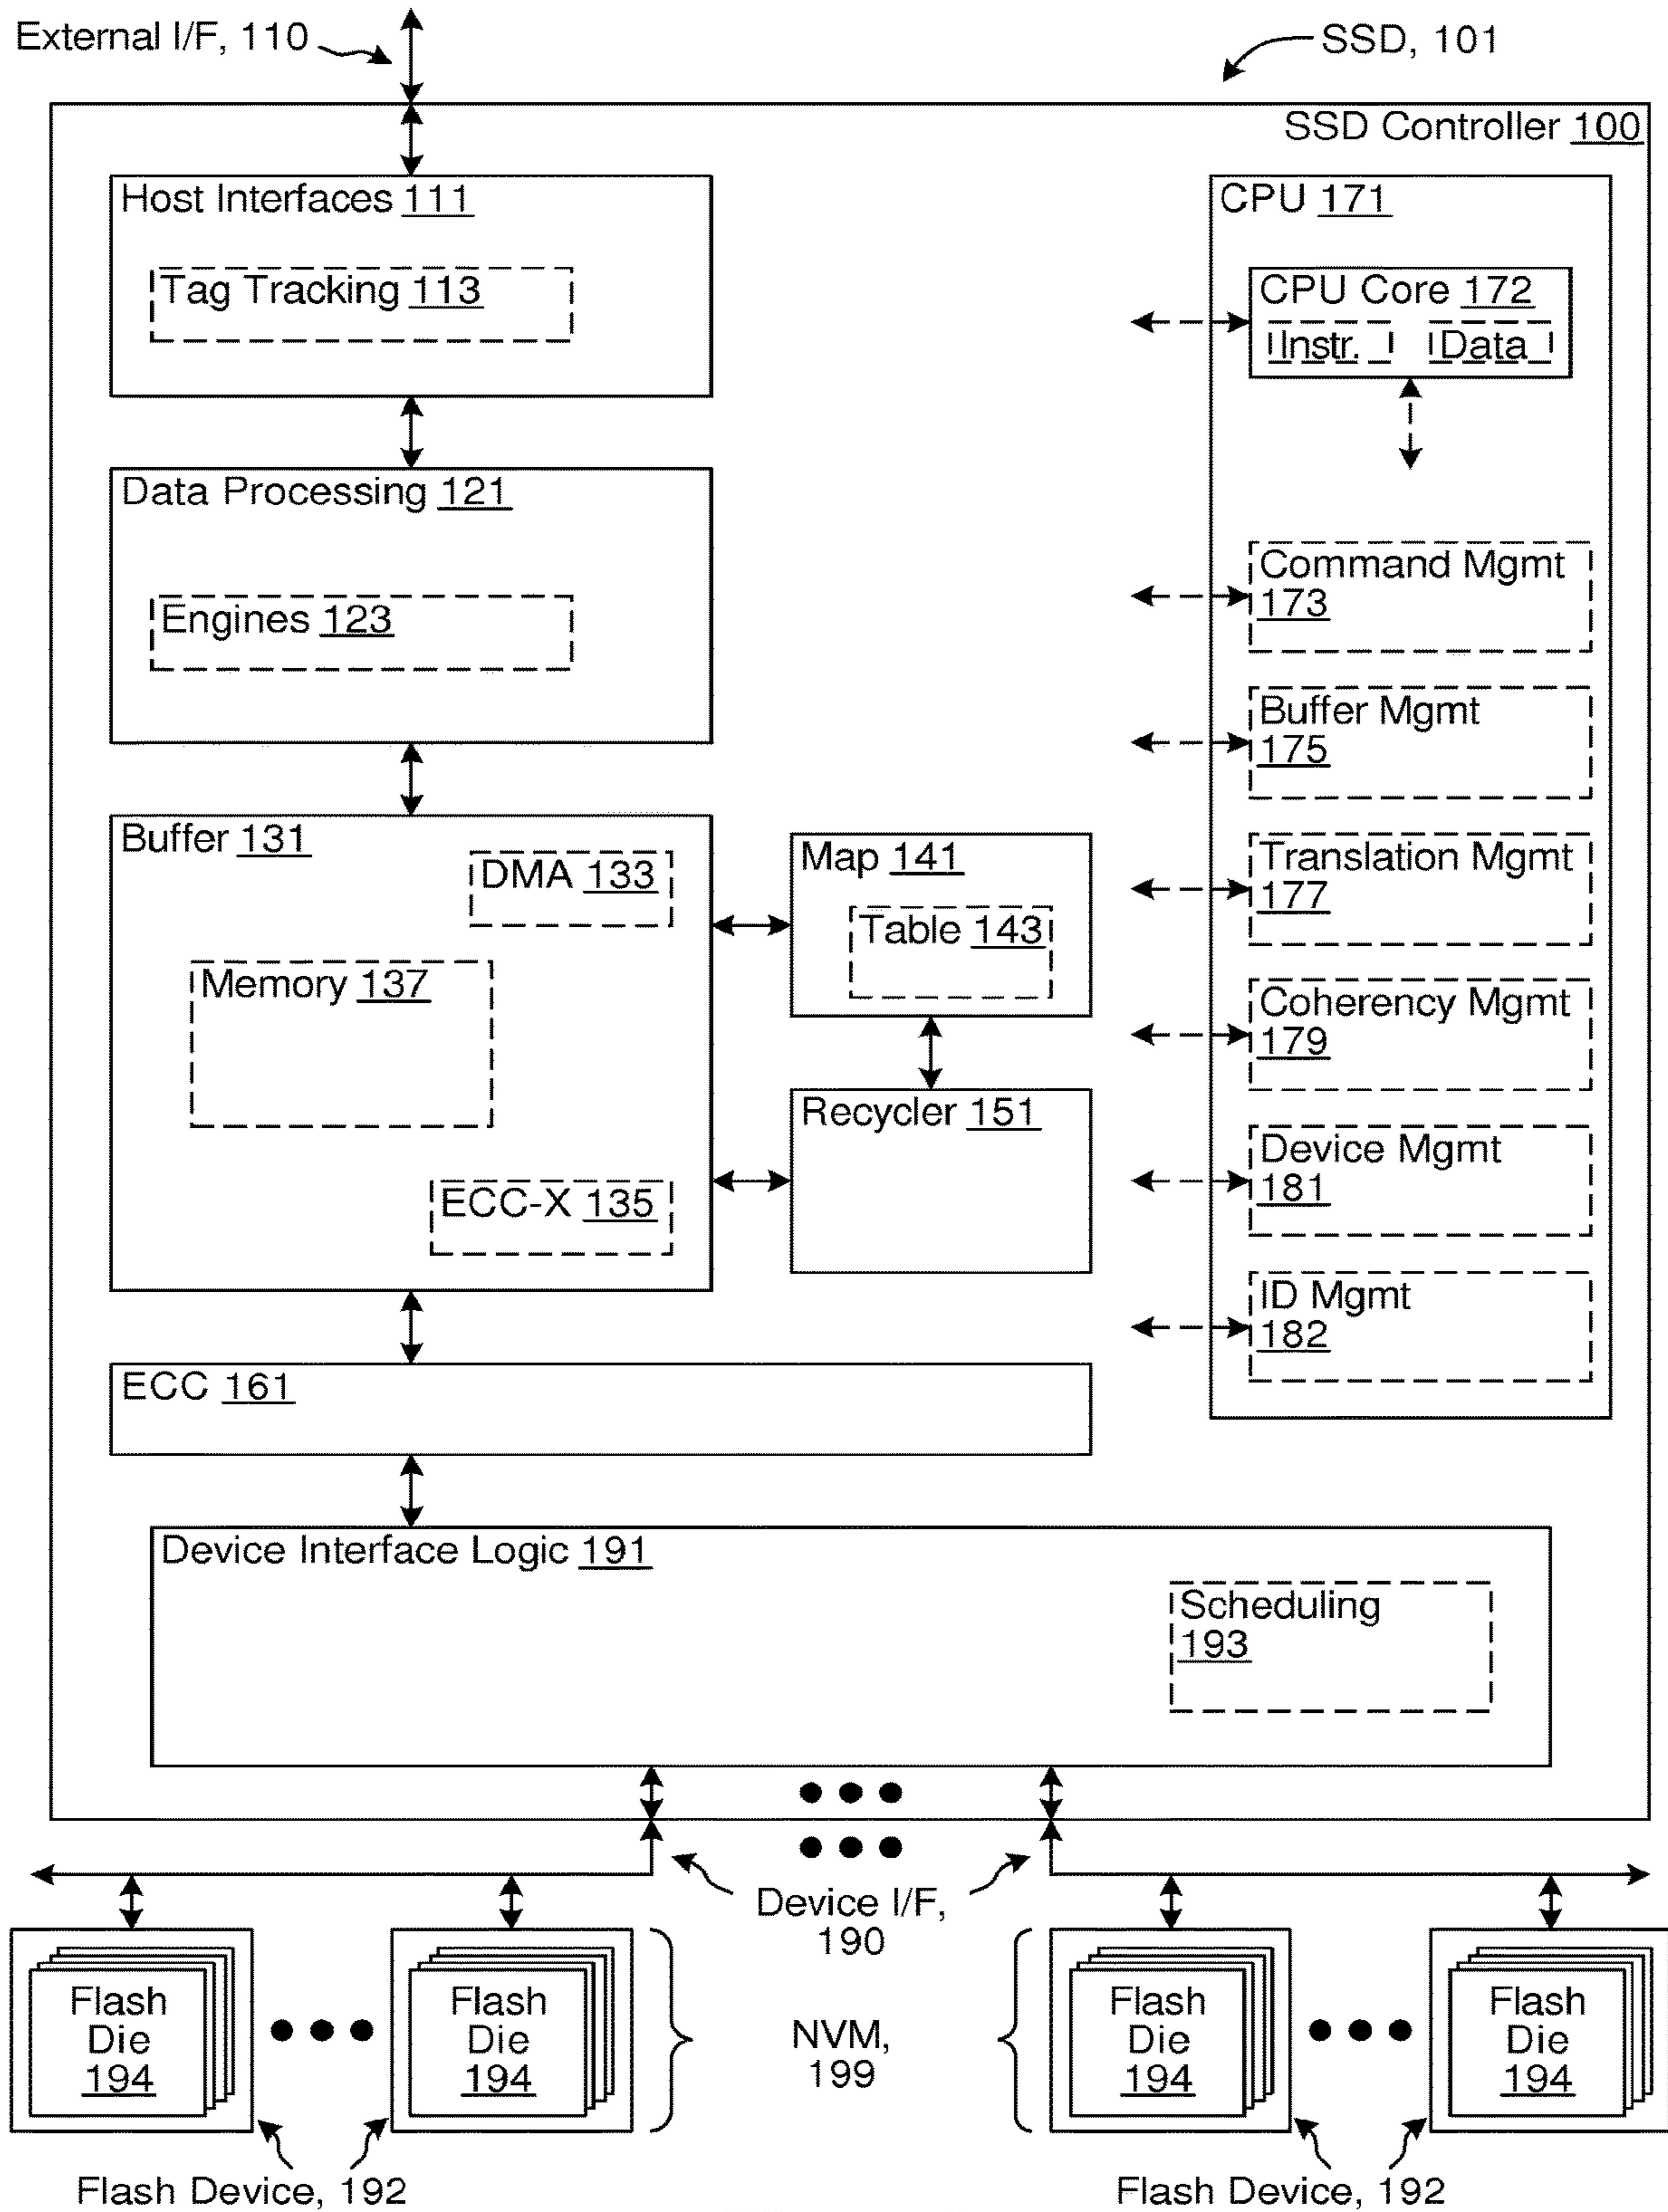 External I/F, 110
SSD, 101
SSD Controller 100
Host Interfaces 111
Tag Tracking 113
Data Processing 121
Engines 123
Buffer 131
DMA 133
Memory 137
ECC-X 135
Map 141
Table 143
Recycler 151
ECC 161
CPU 171
CPU Core 172
Instr. Data
Command Mgmt
173
Buffer Mgmt
175
Translation Mgmt
177
Coherency Mgmt
179
Device Mgmt
181
ID Mgmt
182
Device Interface Logic 191
Scheduling
193
Device I/F,
190
Flash
Die
194
Flash
Die
194
NVM,
199
Flash
Die
194
Flash
Die
194
Flash Device, 192
Flash Device, 192